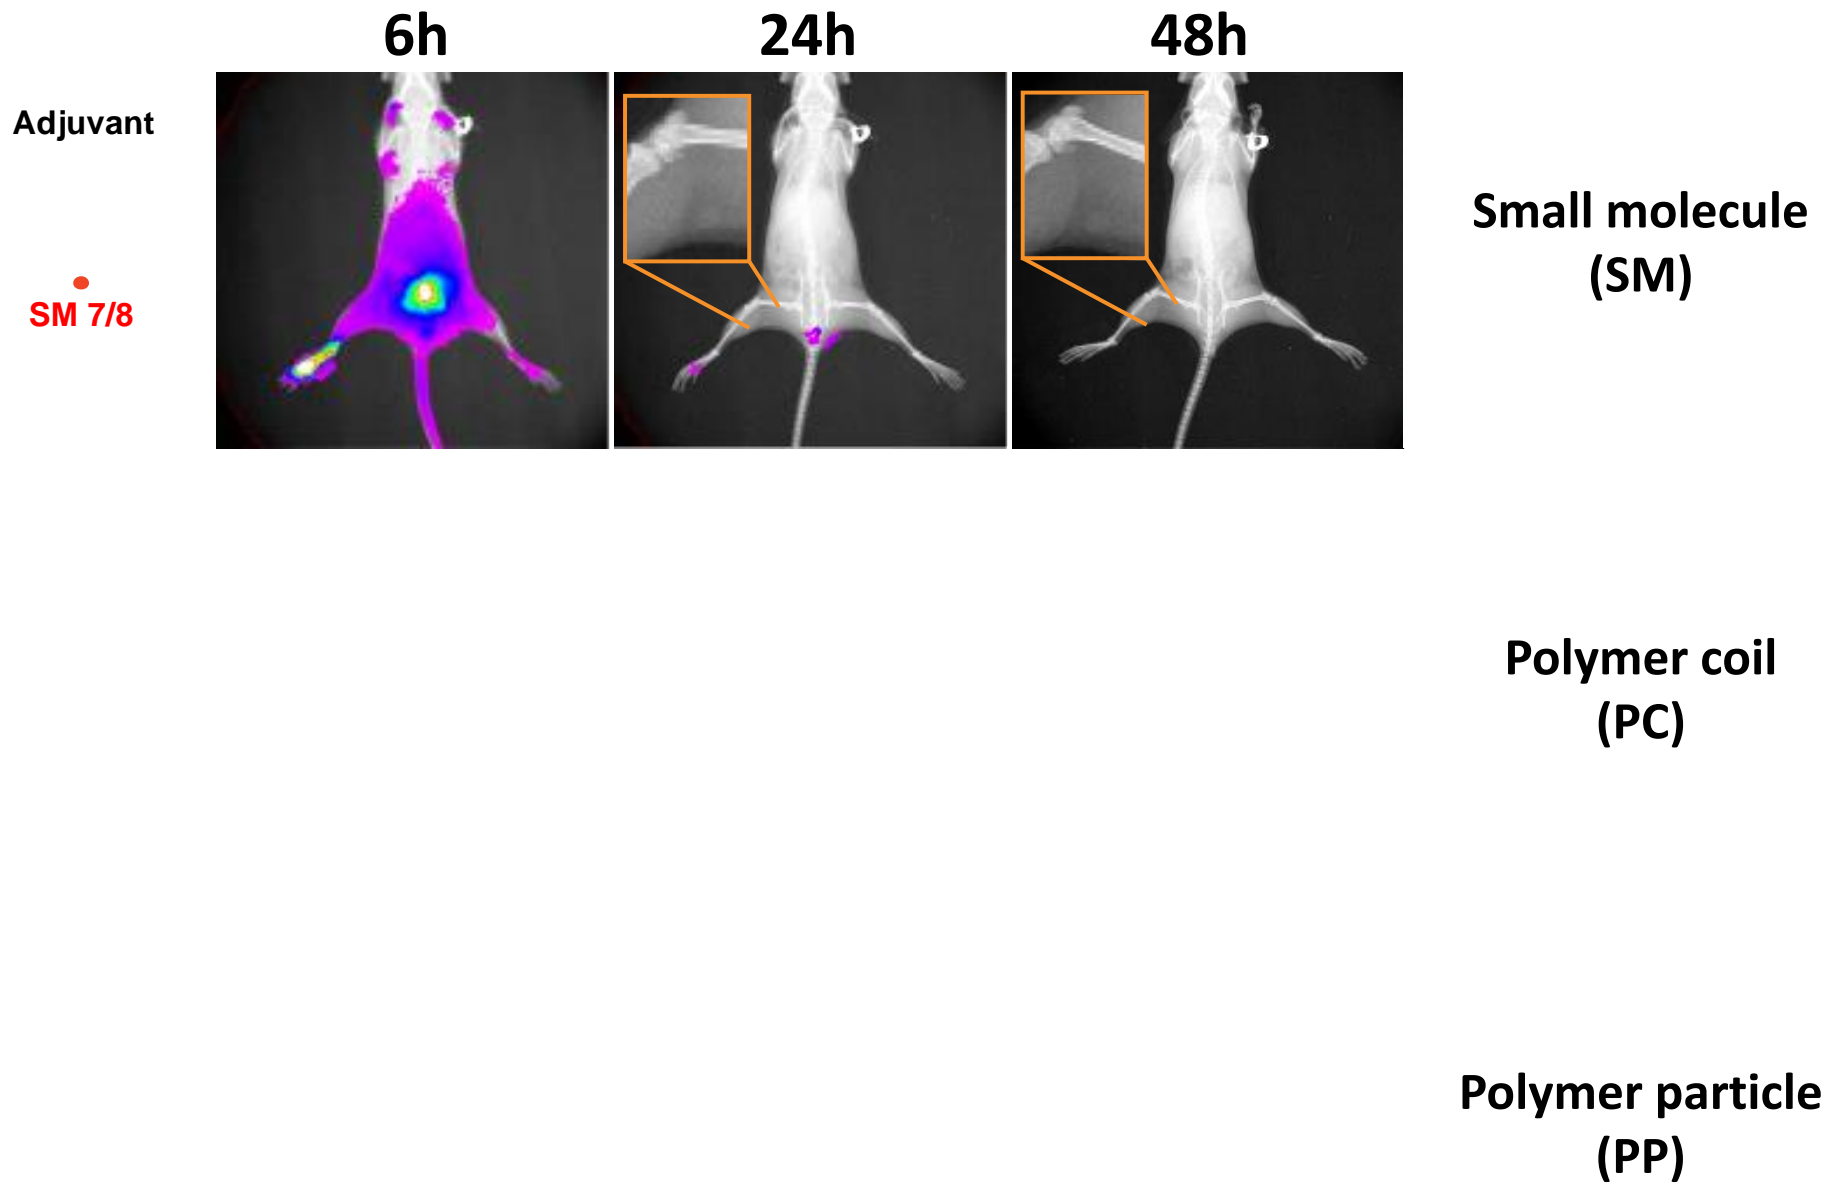 6h 24h 48h
Adjuvant
SM 7/8
Small molecule
(SM)
Polymer coil
(PC)
Polymer particle
(PP)